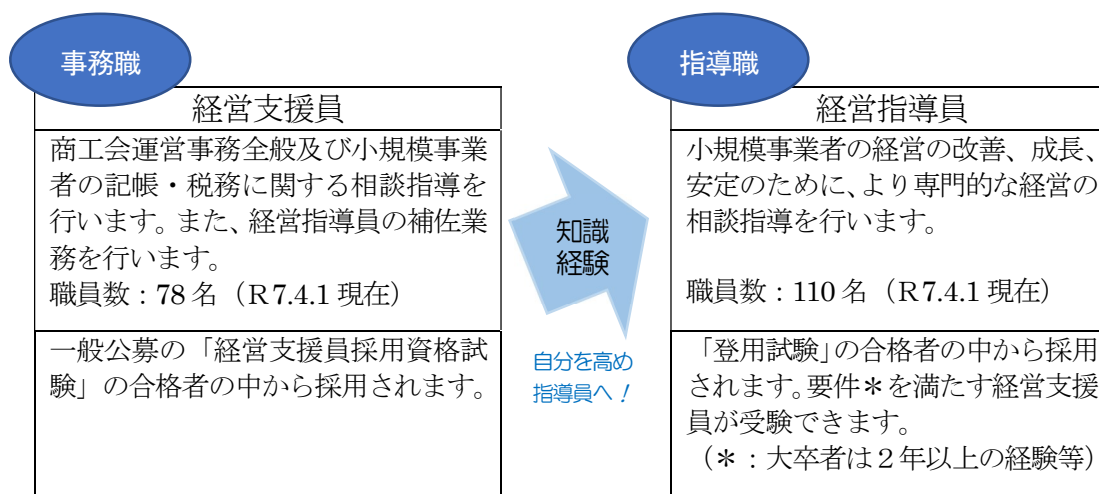 事務職
経営支援員
商工会運営事務全般及び小規模事業
者の記帳・税務に関する相談指導を
行います。また、経営指導員の補佐業
務を行います。
職員数：78 名（Ｒ7.4.1 現在）
一般公募の「経営支援員採用資格試
験」の合格者の中から採用されます。
知識
経験
自分を高め
指導員へ！
指導職
経営指導員
小規模事業者の経営の改善、成長、
安定のために、より専門的な経営の
相談指導を行います。
職員数：110 名（Ｒ7.4.1 現在）
「登用試験」の合格者の中から採用
されます。要件＊を満たす経営支援
員が受験できます。
（＊：大卒者は２年以上の経験等）